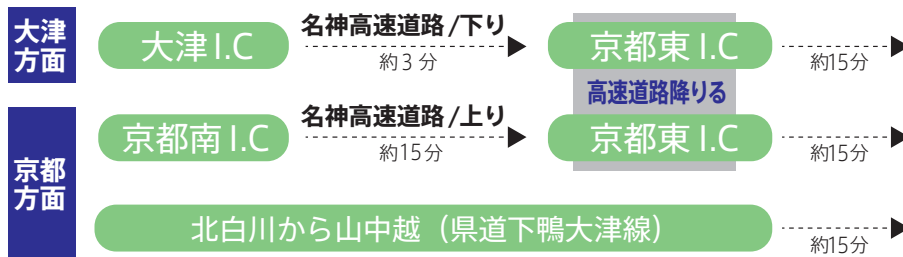 大津
方面
大津I.C
名神高速道路/下り
約3分
京都東I.C
約15分
高速道路降りる
京都
方面
京都南I.C
名神高速道路/上り
約15分
京都東I.C
約15分
北白川から山中越（県道下鴨大津線）
約15分